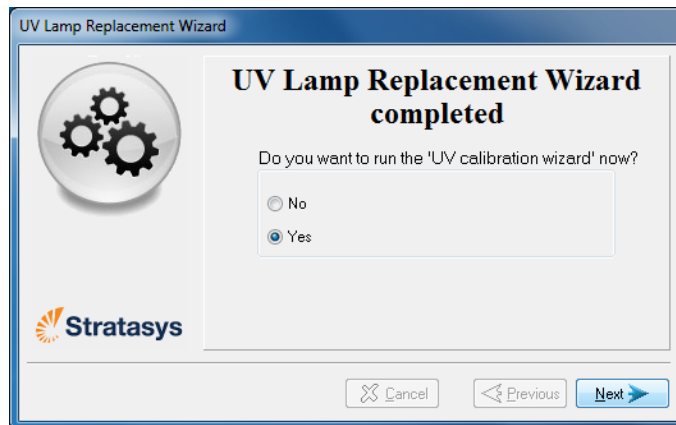 UV Lamp Replacement Wizard
UV Lamp Replacement Wizard
completed
Do you want to run the 'UV calibration wizard' now?
No
Yes
Stratasys
Cancel
Previous
Next